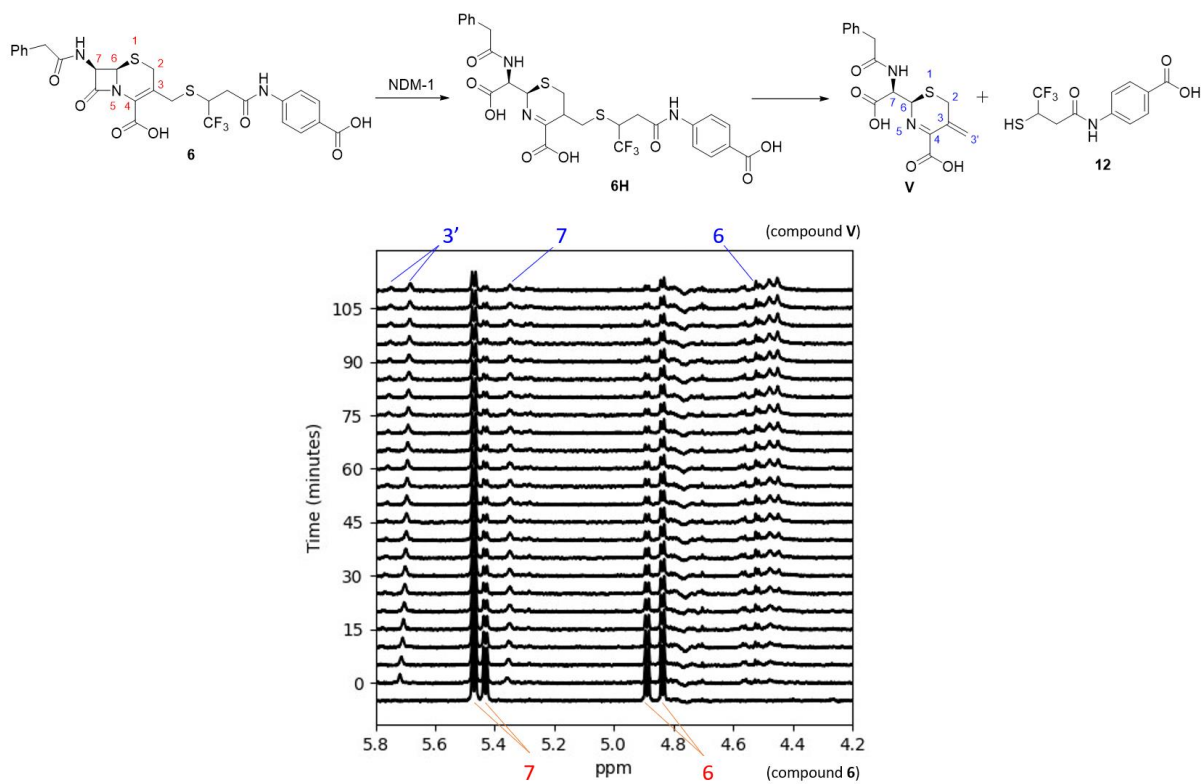 Ph
O
N
H
7
6
S
1
2
3
O
N
5
4
O
OH
S
CF3
O
H
N
O
OH
6
NDM-1
Ph
O
NH
S
O
OH
N
O
OH
S
CF3
O
H
N
O
OH
6H
Ph
O
NH
1
S
2
O
OH
7
6
N
5
3
4
3'
O
OH
V
+
CF3
HS
O
N
H
O
OH
12
3’ 7 6 (compound V)
105
90
75
60
45
30
15
0
Time (minutes)
5.8 5.6 5.4 5.2 5.0 4.8 4.6 4.4 4.2
ppm
7 6 (compound 6)